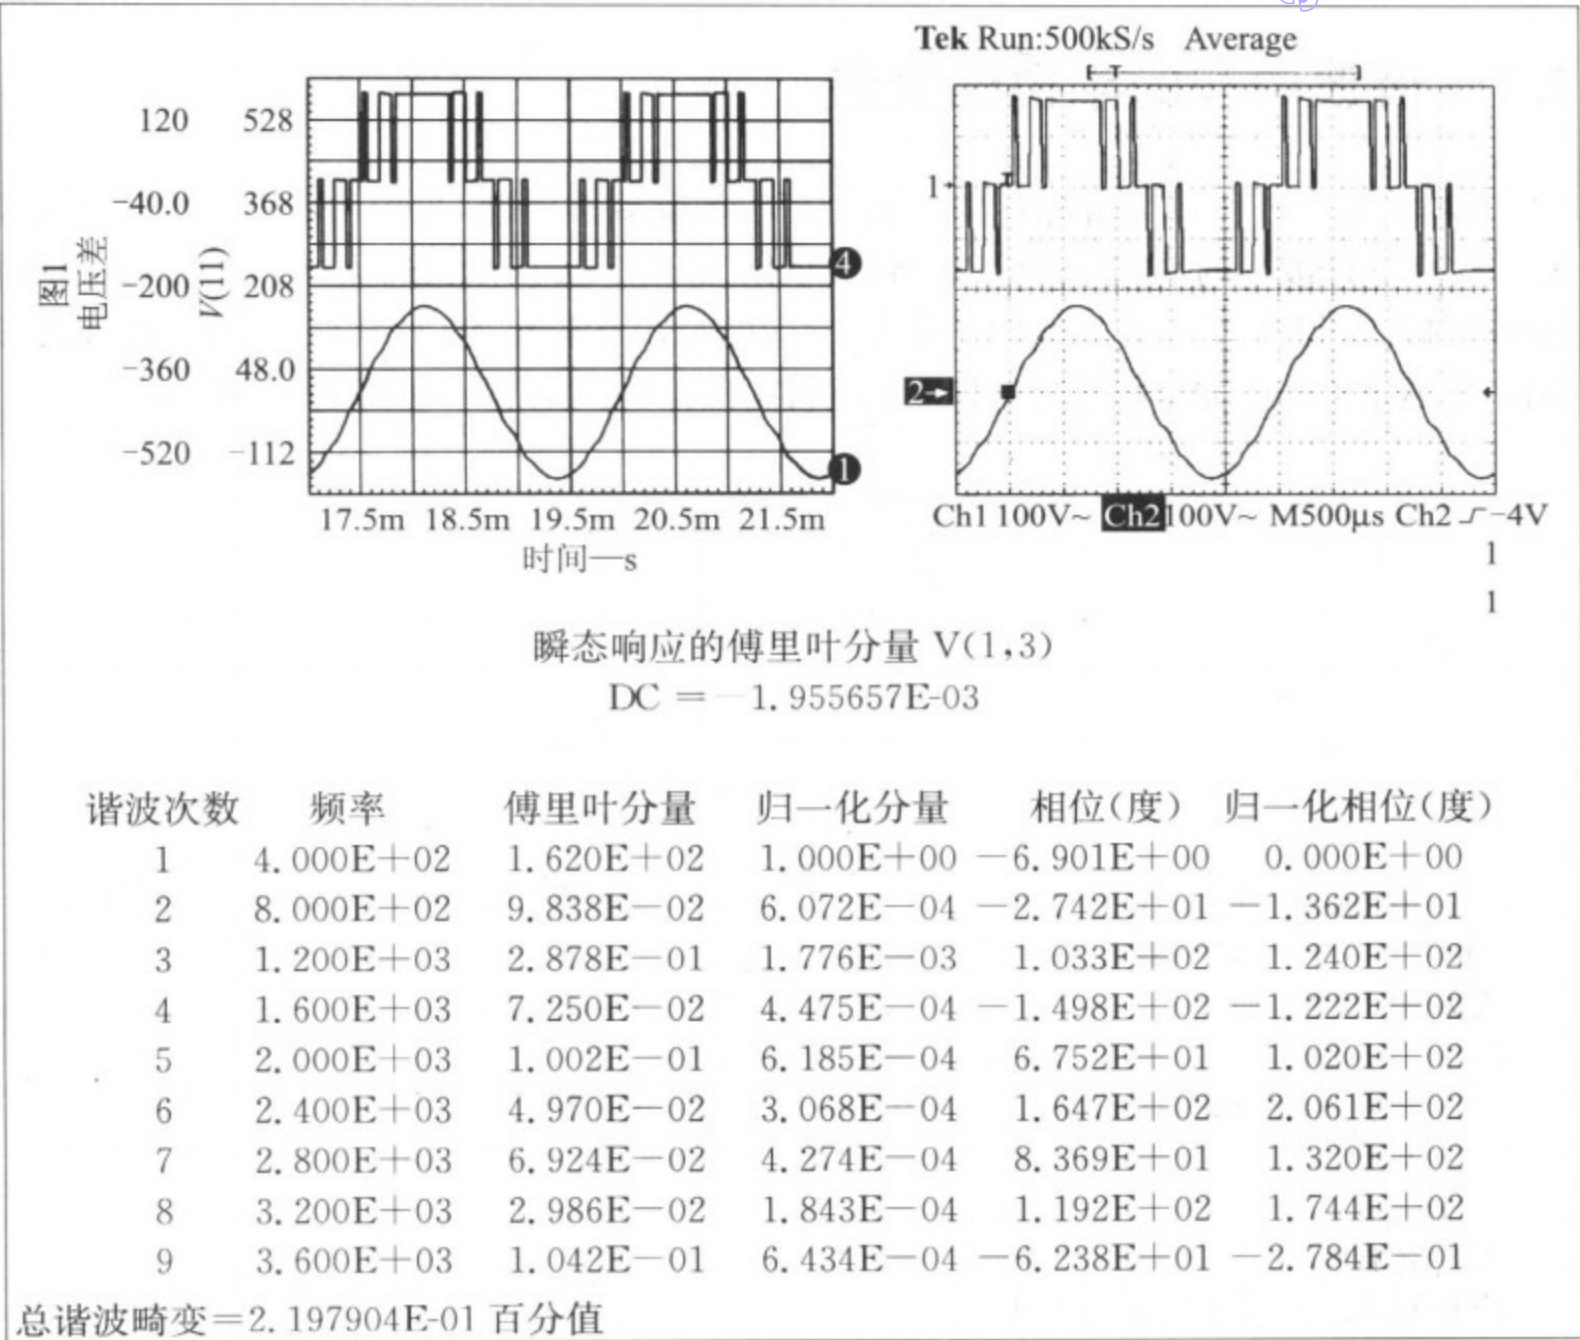 Tek Run:500kS/s Average
120 528
-40.0 368
-200 208
-360 48.0
-520 -112
图1
电压差
V(11)
4
1
17.5m 18.5m 19.5m 20.5m 21.5m
时间—s
1
2
Ch1 100V~ Ch2 100V~ M500μs Ch2 -4V
1
1
瞬态响应的傅里叶分量 V(1,3)
DC = -1.955657E-03
谐波次数 频率 傅里叶分量 归一化分量 相位(度) 归一化相位(度)
1 4.000E+02 1.620E+02 1.000E+00 -6.901E+00 0.000E+00
2 8.000E+02 9.838E-02 6.072E-04 -2.742E+01 -1.362E+01
3 1.200E+03 2.878E-01 1.776E-03 1.033E+02 1.240E+02
4 1.600E+03 7.250E-02 4.475E-04 -1.498E+02 -1.222E+02
5 2.000E+03 1.002E-01 6.185E-04 6.752E+01 1.020E+02
6 2.400E+03 4.970E-02 3.068E-04 1.647E+02 2.061E+02
7 2.800E+03 6.924E-02 4.274E-04 8.369E+01 1.320E+02
8 3.200E+03 2.986E-02 1.843E-04 1.192E+02 1.744E+02
9 3.600E+03 1.042E-01 6.434E-04 -6.238E+01 -2.784E-01
总谐波畸变=2.197904E-01 百分值